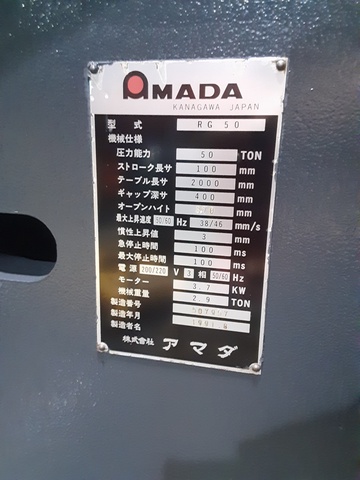 AMADA
KANAGAWA JAPAN
型式 RG 50
機械仕様
圧力能力 50 TON
ストローク長サ 100 mm
テーブル長サ 2000 mm
ギャップ深サ 400 mm
オープンハイト mm
最大上昇速度 50/60 Hz 38/46 mm/s
慣性上昇値 3 mm
急停止時間 100 ms
最大停止時間 100 ms
電源 200/220 V 3 相 50/60 Hz
モーター 3.7 KW
機械重量 2.9 TON
製造番号
製造年月
製造者名
株式會社 アマダ